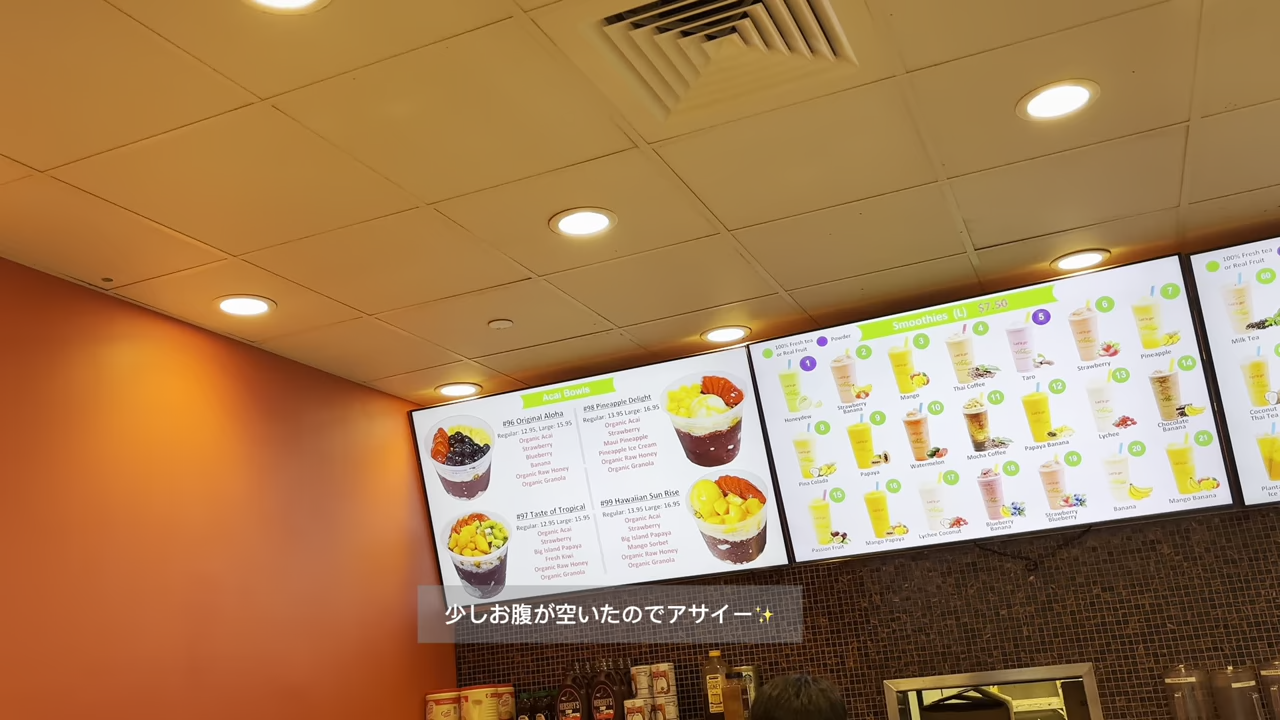 Acai Bowls
#96 Original Aloha
Regular: 12.95, Large: 15.95
Organic Acai
Strawberry
Blueberry
Banana
Organic Raw Honey
Organic Granola
#98 Pineapple Delight
Regular: 13.95 Large: 16.95
Organic Acai
Strawberry
Maui Pineapple
Pineapple Ice Cream
Organic Raw Honey
Organic Granola
#97 Taste of Tropical
Regular: 12.95 Large: 15.95
Organic Acai
Strawberry
Big Island Papaya
Fresh Kiwi
Organic Raw Honey
Organic Granola
#99 Hawaiian Sun Rise
Regular: 13.95 Large: 16.95
Organic Acai
Strawberry
Big Island Papaya
Mango Sorbet
Organic Raw Honey
Organic Granola
100% Fresh tea
or Real Fruit
Powder
Smoothies (L) $7.50
1
Honeydew
2
Strawberry
Banana
3
Mango
4
Thai Coffee
5
Taro
6
Strawberry
7
Pineapple
8
Pina Colada
9
Papaya
10
Watermelon
11
Mocha Coffee
12
Papaya Banana
13
Lychee
14
Chocolate
Banana
15
Passion Fruit
16
Mango Papaya
17
Lychee Coconut
18
Blueberry
Banana
19
Strawberry
Blueberry
20
Banana
21
Mango Banana
100% Fresh tea
or Real Fruit
60
Milk Tea
Coconut
Thai Tea
少しお腹が空いたのでアサイー✨
HERSHEY'S
HERSHEY'S